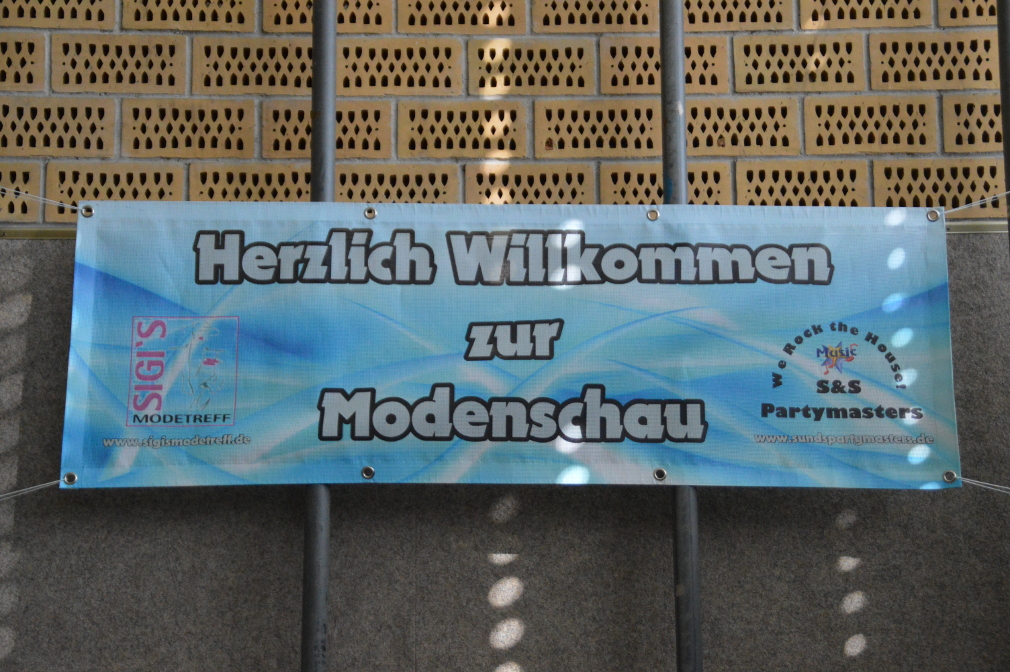 Herzlich Willkommen
zur
Modenschau
SIGI'S
MODETREFF
www.sigismodetreff.de
We Rock the House!
Music
S&S
Partymasters
www.sundspartymasters.de